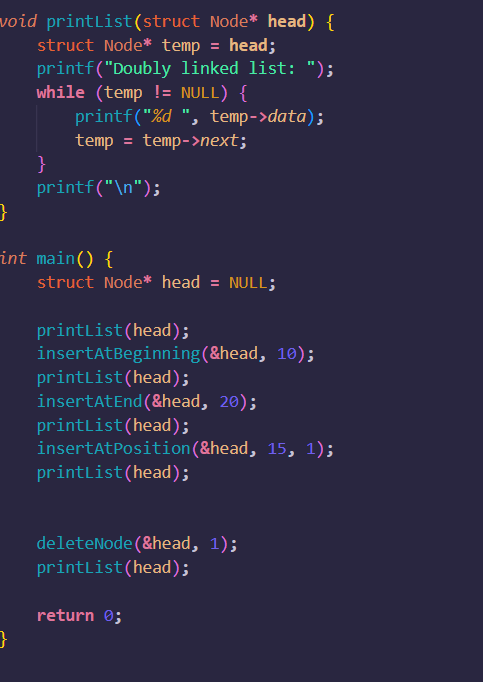 void printList(struct Node* head) {
struct Node* temp = head;
printf("Doubly linked list: ");
while (temp != NULL) {
printf("%d ", temp->data);
temp = temp->next;
}
printf("\n");
}
int main() {
struct Node* head = NULL;
printList(head);
insertAtBeginning(&head, 10);
printList(head);
insertAtEnd(&head, 20);
printList(head);
insertAtPosition(&head, 15, 1);
printList(head);
deleteNode(&head, 1);
printList(head);
return 0;
}